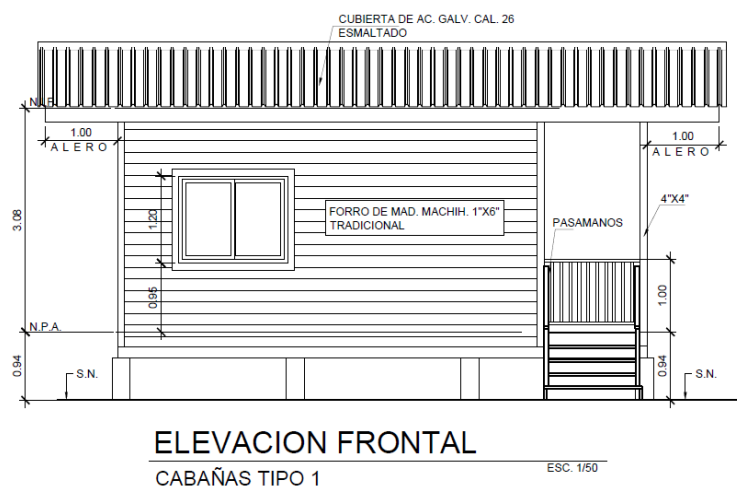 CUBIERTA DE AC. GALV. CAL. 26
ESMALTADO
1.00
ALERO
1.00
ALERO
3.08
1.20
FORRO DE MAD. MACHIH. 1"X6"
TRADICIONAL
4"X4"
PASAMANOS
0.95
1.00
N.P.A.
0.94
S.N.
0.94
S.N.
ELEVACION FRONTAL
CABAÑAS TIPO 1
ESC. 1/50